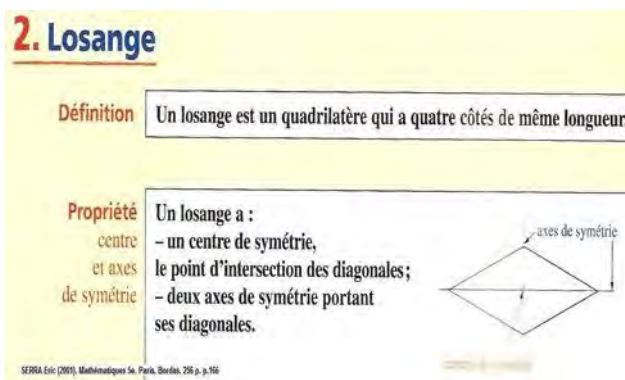 2. Losange
Définition
Un losange est un quadrilatère qui a quatre côtés de même longueur
Propriété
centre
et axes
de symétrie
Un losange a :
– un centre de symétrie,
le point d'intersection des diagonales ;
– deux axes de symétrie portant
ses diagonales.
axes de symétrie
SERRA Eric (2001). Mathématiques 5e. Paris, Bordas. 256 p. p.166